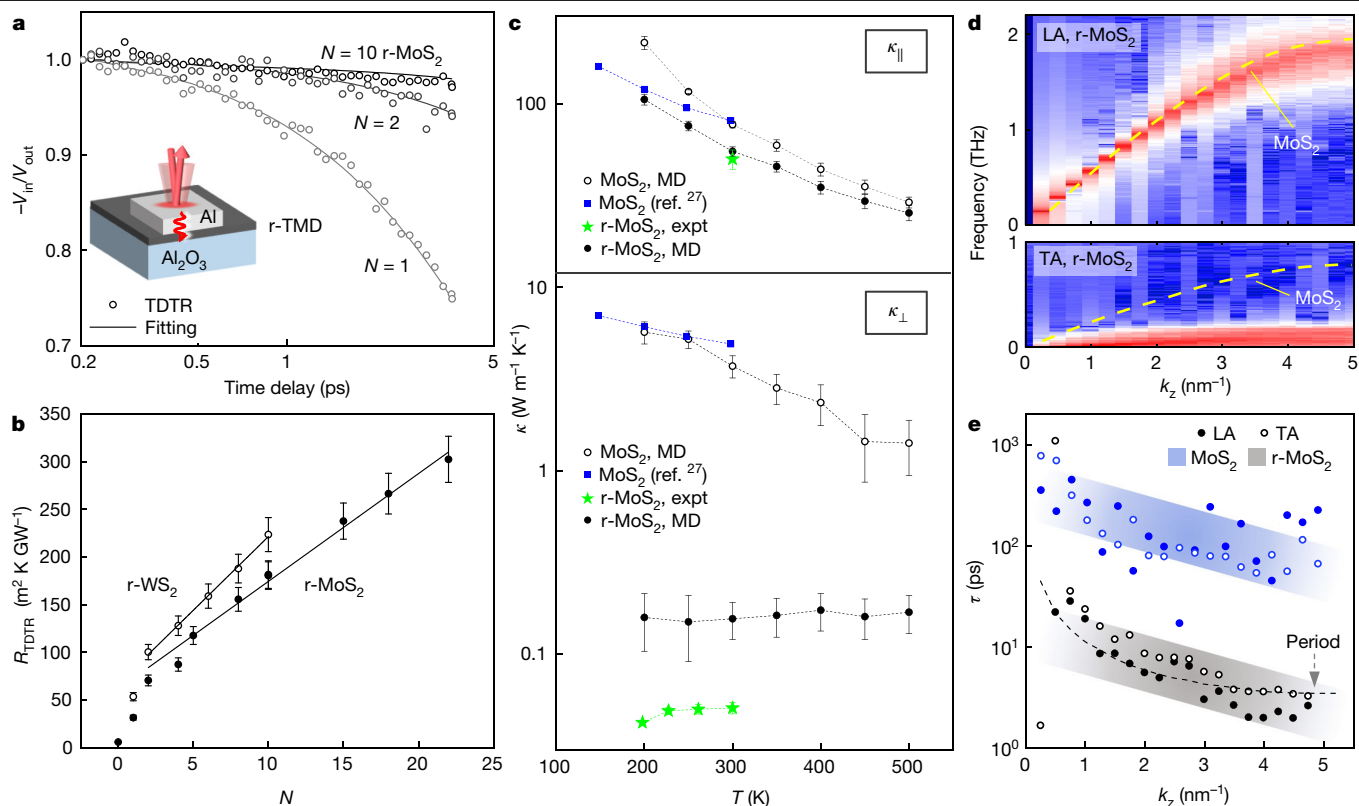 a
1.0
0.9
0.8
0.7
−V_in/V_out
N = 10 r-MoS₂
N = 2
N = 1
Al
Al₂O₃
r-TMD
TDTR
Fitting
0.2
0.5
1
5
Time delay (ps)
b
400
350
300
250
200
150
100
50
0
R_TDTR (m² K GW⁻¹)
r-WS₂
r-MoS₂
0
5
10
15
20
25
N
c
κ∥
100
MoS₂, MD
MoS₂ (ref. ²⁷)
r-MoS₂, expt
r-MoS₂, MD
10
κ⊥
κ (W m⁻¹ K⁻¹)
1
MoS₂, MD
MoS₂ (ref. ²⁷)
r-MoS₂, expt
r-MoS₂, MD
0.1
100
200
300
400
500
T (K)
d
LA, r-MoS₂
MoS₂
2
1
0
Frequency (THz)
TA, r-MoS₂
MoS₂
1
0
0
1
2
3
4
5
k_z (nm⁻¹)
e
LA
TA
MoS₂
r-MoS₂
10³
10²
10¹
10⁰
τ (ps)
Period
0
1
2
3
4
5
k_z (nm⁻¹)